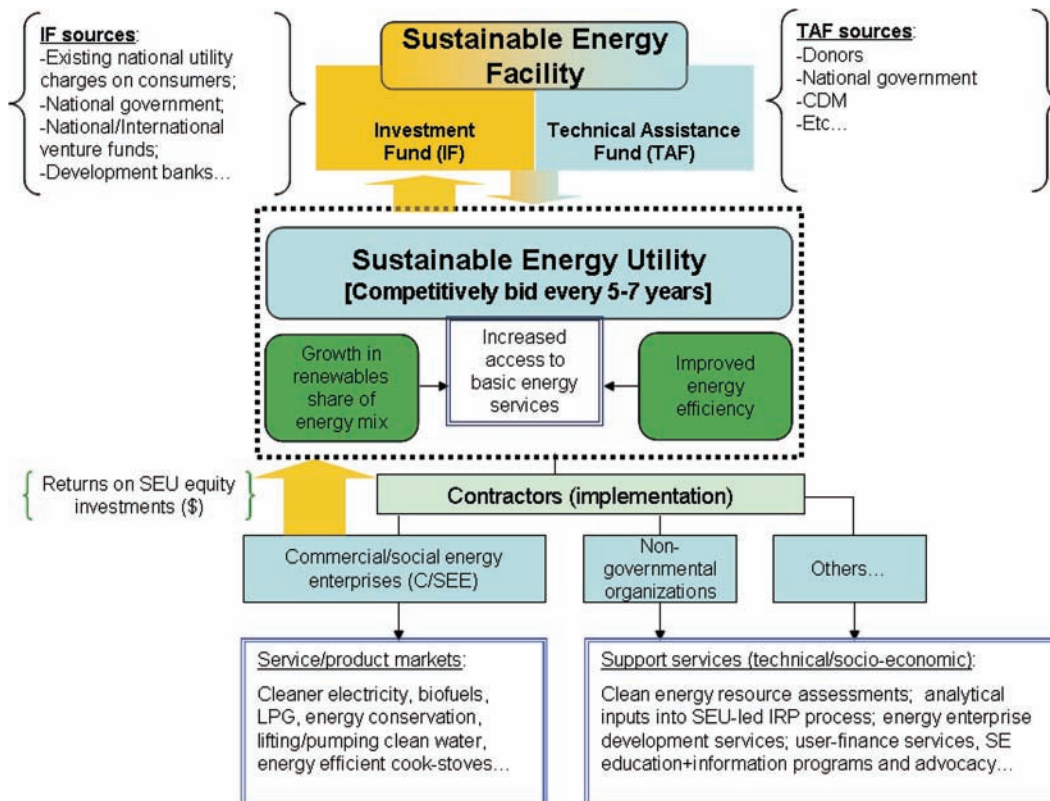 IF sources:
-Existing national utility
charges on consumers;
-National government;
-National/International
venture funds;
-Development banks…
Sustainable Energy
Facility
Investment
Fund (IF)
Technical Assistance
Fund (TAF)
TAF sources:
-Donors
-National government
-CDM
-Etc…
Sustainable Energy Utility
[Competitively bid every 5-7 years]
Growth in
renewables
share of
energy mix
Increased
access to
basic energy
services
Improved
energy
efficiency
Returns on SEU equity
investments ($)
Contractors (implementation)
Commercial/social energy
enterprises (C/SEE)
Non-
governmental
organizations
Others…
Service/product markets:
Cleaner electricity, biofuels,
LPG, energy conservation,
lifting/pumping clean water,
energy efficient cook-stoves…
Support services (technical/socio-economic):
Clean energy resource assessments; analytical
inputs into SEU-led IRP process; energy enterprise
development services; user-finance services, SE
education+information programs and advocacy…